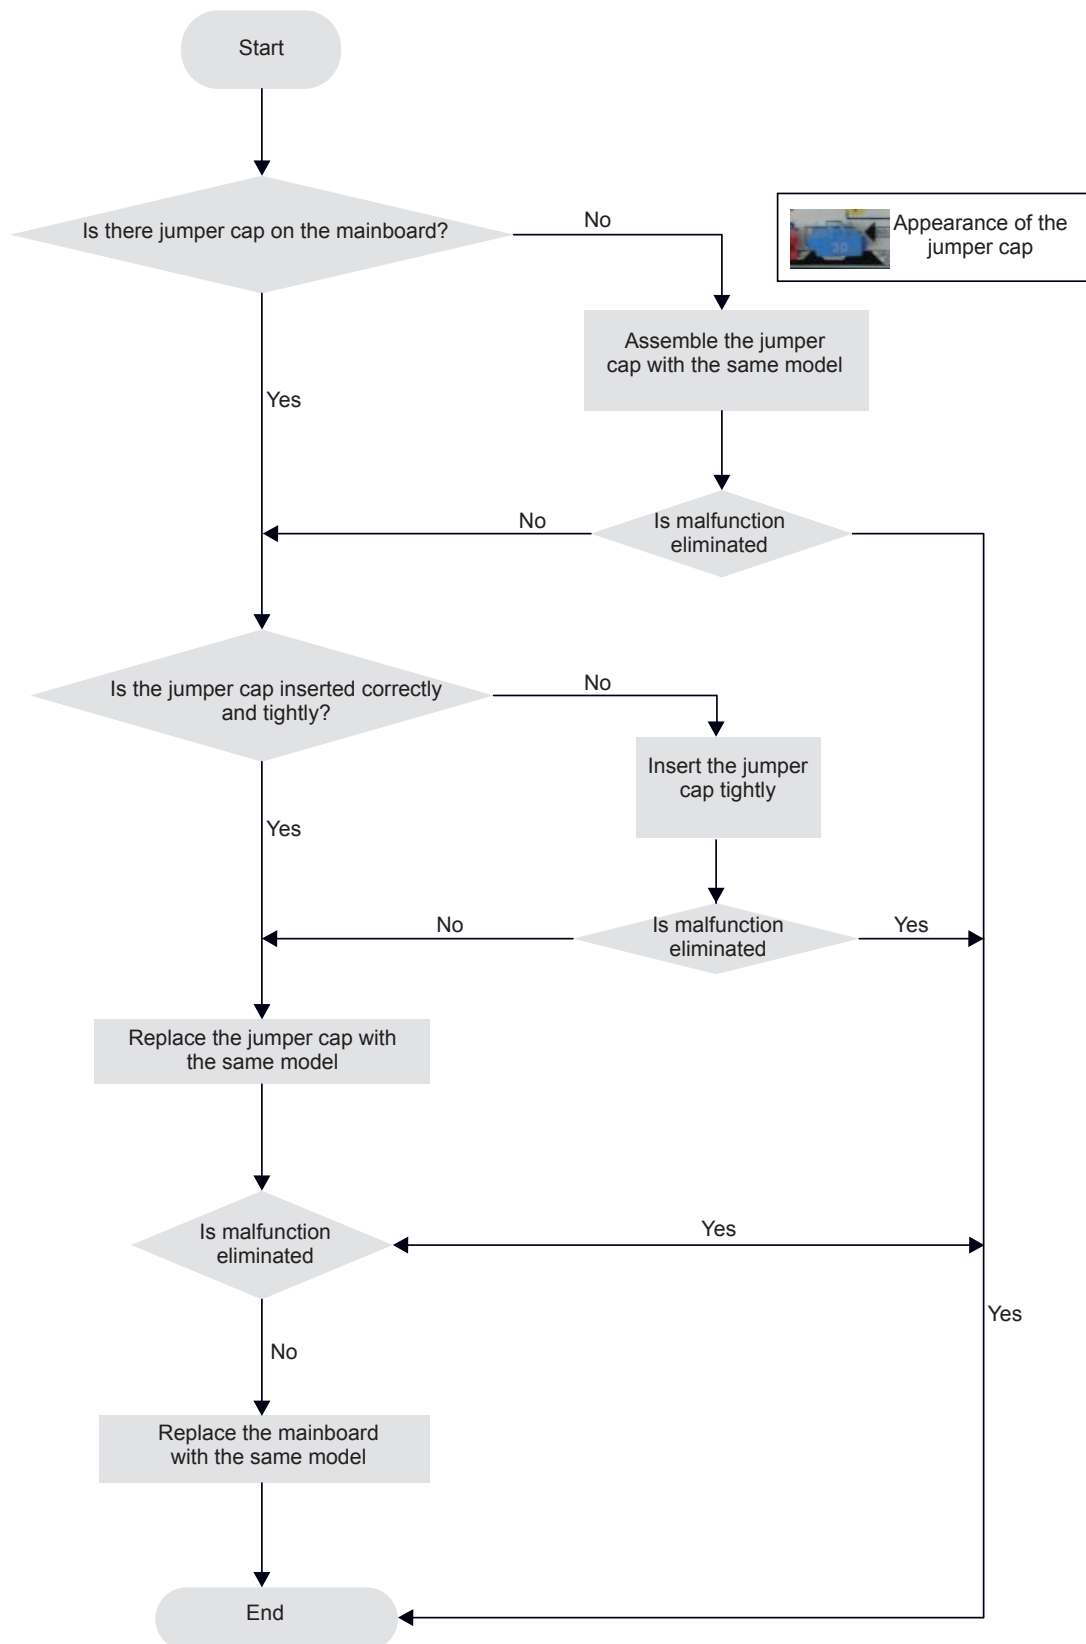 Start
Is there jumper cap on the mainboard?
No
Appearance of the
jumper cap
30
Assemble the jumper
cap with the same model
Yes
No
Is malfunction
eliminated
Is the jumper cap inserted correctly
and tightly?
No
Insert the jumper
cap tightly
Yes
No
Is malfunction
eliminated
Yes
Replace the jumper cap with
the same model
Is malfunction
eliminated
Yes
Yes
No
Replace the mainboard
with the same model
End